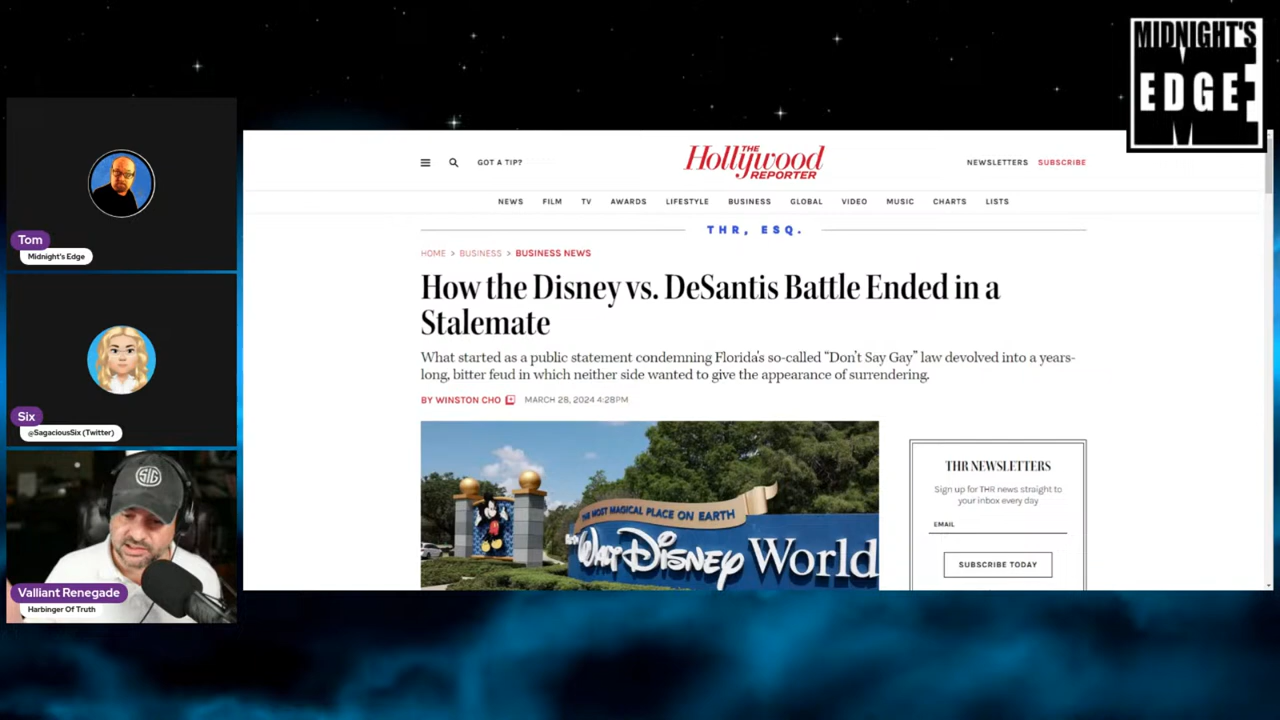 MIDNIGHT'S
EDGE
Tom
Midnight's Edge
Six
@SagaciousSix (Twitter)
SIG
Valliant Renegade
Harbinger Of Truth
GOT A TIP?
THE
Hollywood
REPORTER
NEWSLETTERS SUBSCRIBE
NEWS FILM TV AWARDS LIFESTYLE BUSINESS GLOBAL VIDEO MUSIC CHARTS LISTS
THR, ESQ.
HOME > BUSINESS > BUSINESS NEWS
How the Disney vs. DeSantis Battle Ended in a
Stalemate
What started as a public statement condemning Florida's so-called “Don’t Say Gay” law devolved into a years-
long, bitter feud in which neither side wanted to give the appearance of surrendering.
BY WINSTON CHO MARCH 28, 2024 4:28PM
THE MOST MAGICAL PLACE ON EARTH
Walt Disney World
THR NEWSLETTERS
Sign up for THR news straight to
your inbox every day
EMAIL
SUBSCRIBE TODAY